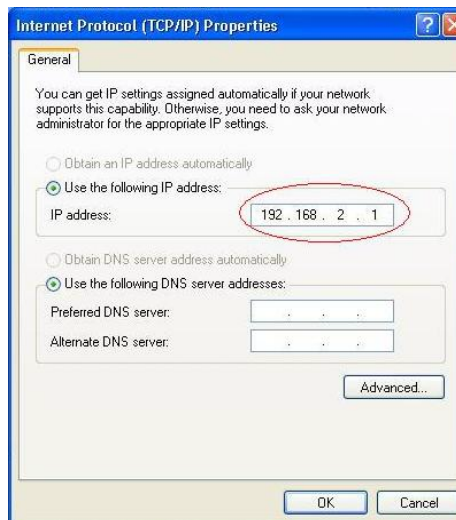 Internet Protocol (TCP/IP) Properties
General
You can get IP settings assigned automatically if your network
supports this capability. Otherwise, you need to ask your network
administrator for the appropriate IP settings.
Obtain an IP address automatically
Use the following IP address:
IP address: 192 . 168 . 2 . 1
Obtain DNS server address automatically
Use the following DNS server addresses:
Preferred DNS server: . . .
Alternate DNS server: . . .
Advanced...
OK Cancel